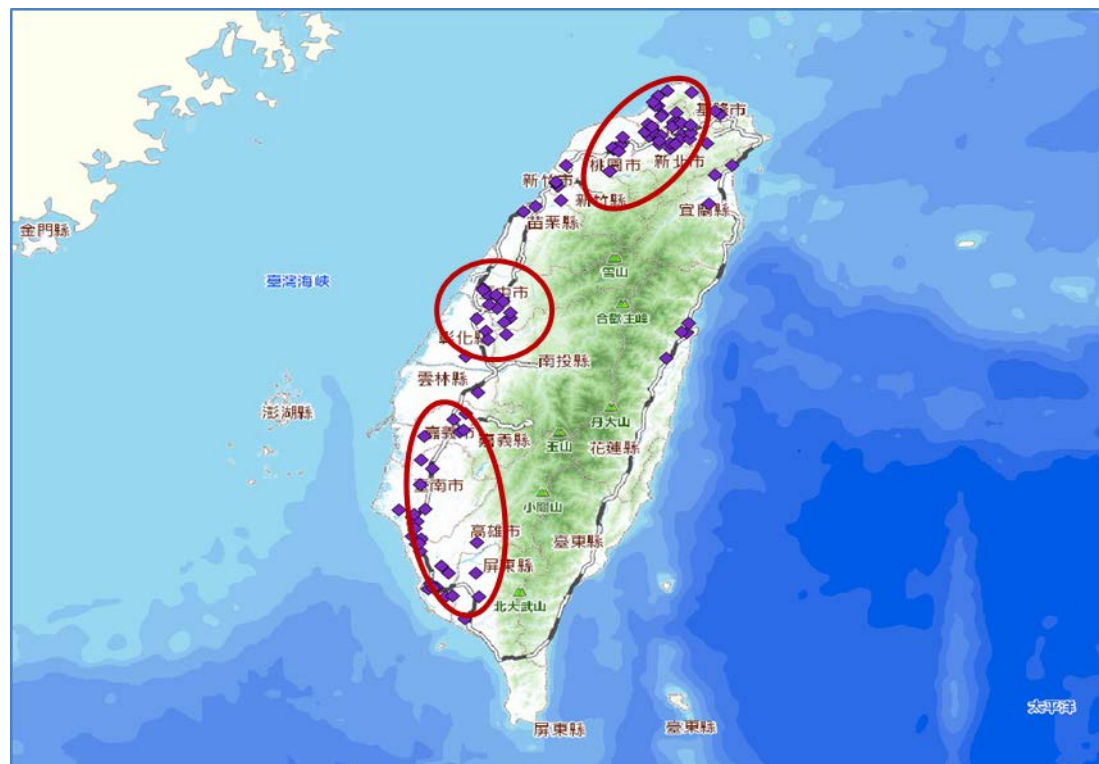 基隆市
桃園市
新北市
新竹市
新竹縣
宜蘭縣
苗栗縣
金門縣
雪山
臺灣海峽
中市
合歡主峰
彰化縣
南投縣
雲林縣
澎湖縣
丹大山
嘉義市
嘉義縣
玉山
花蓮縣
臺南市
小關山
高雄市
臺東縣
屏東縣
北大武山
太平洋
屏東縣
臺東縣